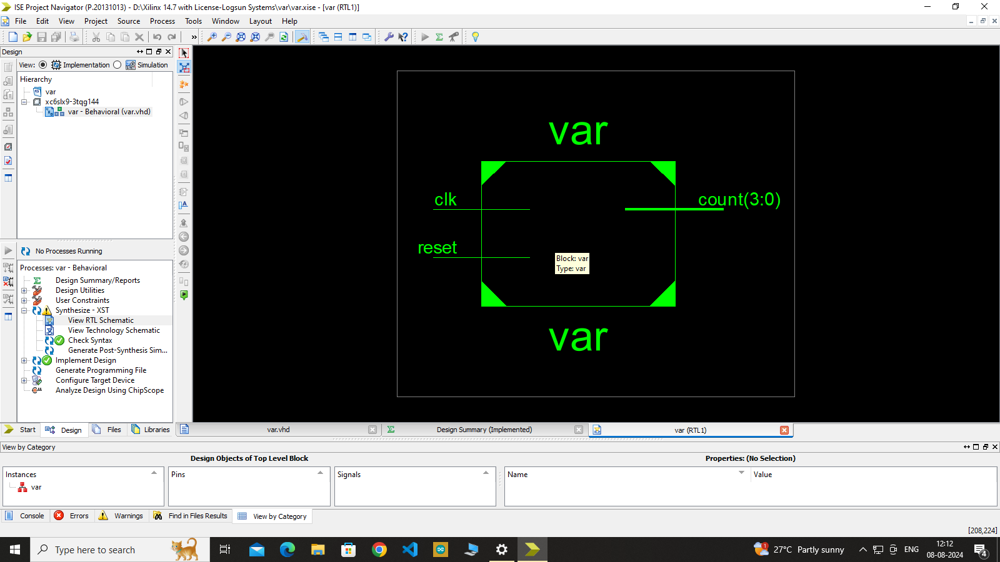 ISE Project Navigator (P.20131013) - D:\Xilinx 14.7 with License-Logsun Systems\var\var.xise - [var (RTL1)]
File Edit View Project Source Process Tools Window Layout Help
»
Design
View: Implementation Simulation
Hierarchy
var
xc6slx9-3tqg144
var - Behavioral (var.vhd)
No Processes Running
Processes: var - Behavioral
Design Summary/Reports
Design Utilities
User Constraints
Synthesize - XST
View RTL Schematic
View Technology Schematic
Check Syntax
Generate Post-Synthesis Sim...
Implement Design
Generate Programming File
Configure Target Device
Analyze Design Using ChipScope
Start Design Files Libraries
var
clk
count(3:0)
reset
Block: var
Type: var
var
var.vhd
Design Summary (Implemented)
var (RTL1)
View by Category
Design Objects of Top Level Block
Properties: (No Selection)
Instances Pins Signals Name Value
var
Console Errors Warnings Find in Files Results View by Category
[208,224]
Type here to search
1
27°C Partly sunny
ENG
12:12
08-08-2024
4